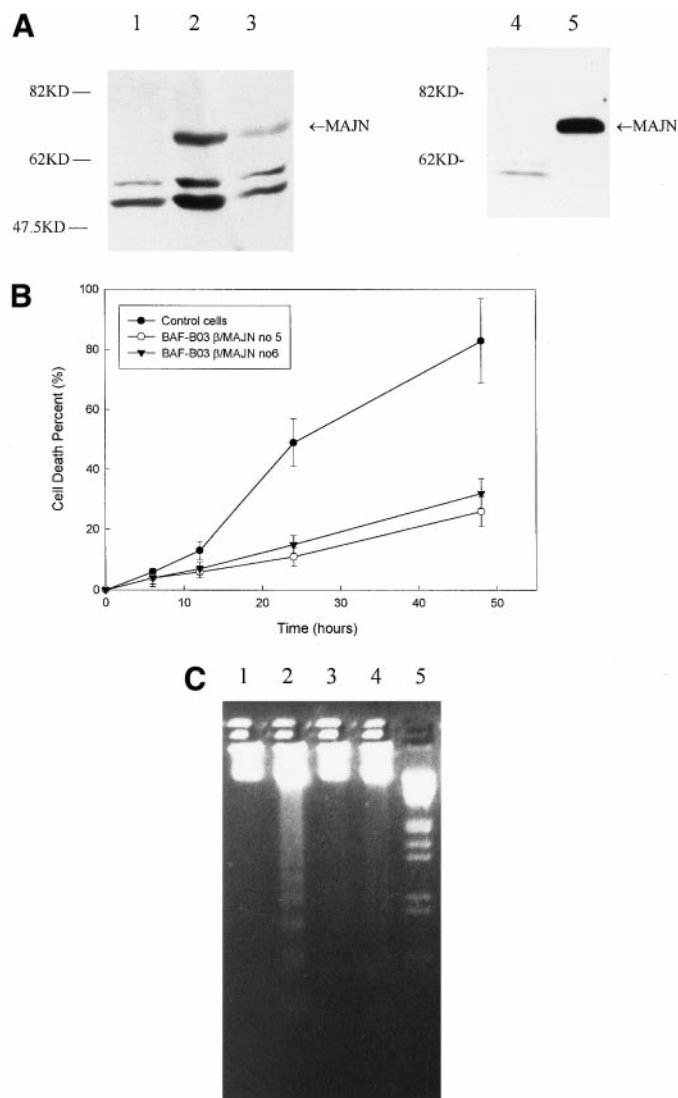 A
1 2 3
82KD —
←MAJN
62KD —
47.5KD —
4 5
82KD-
←MAJN
62KD-
B
100
80
60
40
20
0
Cell Death Percent (%)
Control cells
BAF-B03 β/MAJN no 5
BAF-B03 β/MAJN no6
0 10 20 30 40 50
Time (hours)
C
1 2 3 4 5